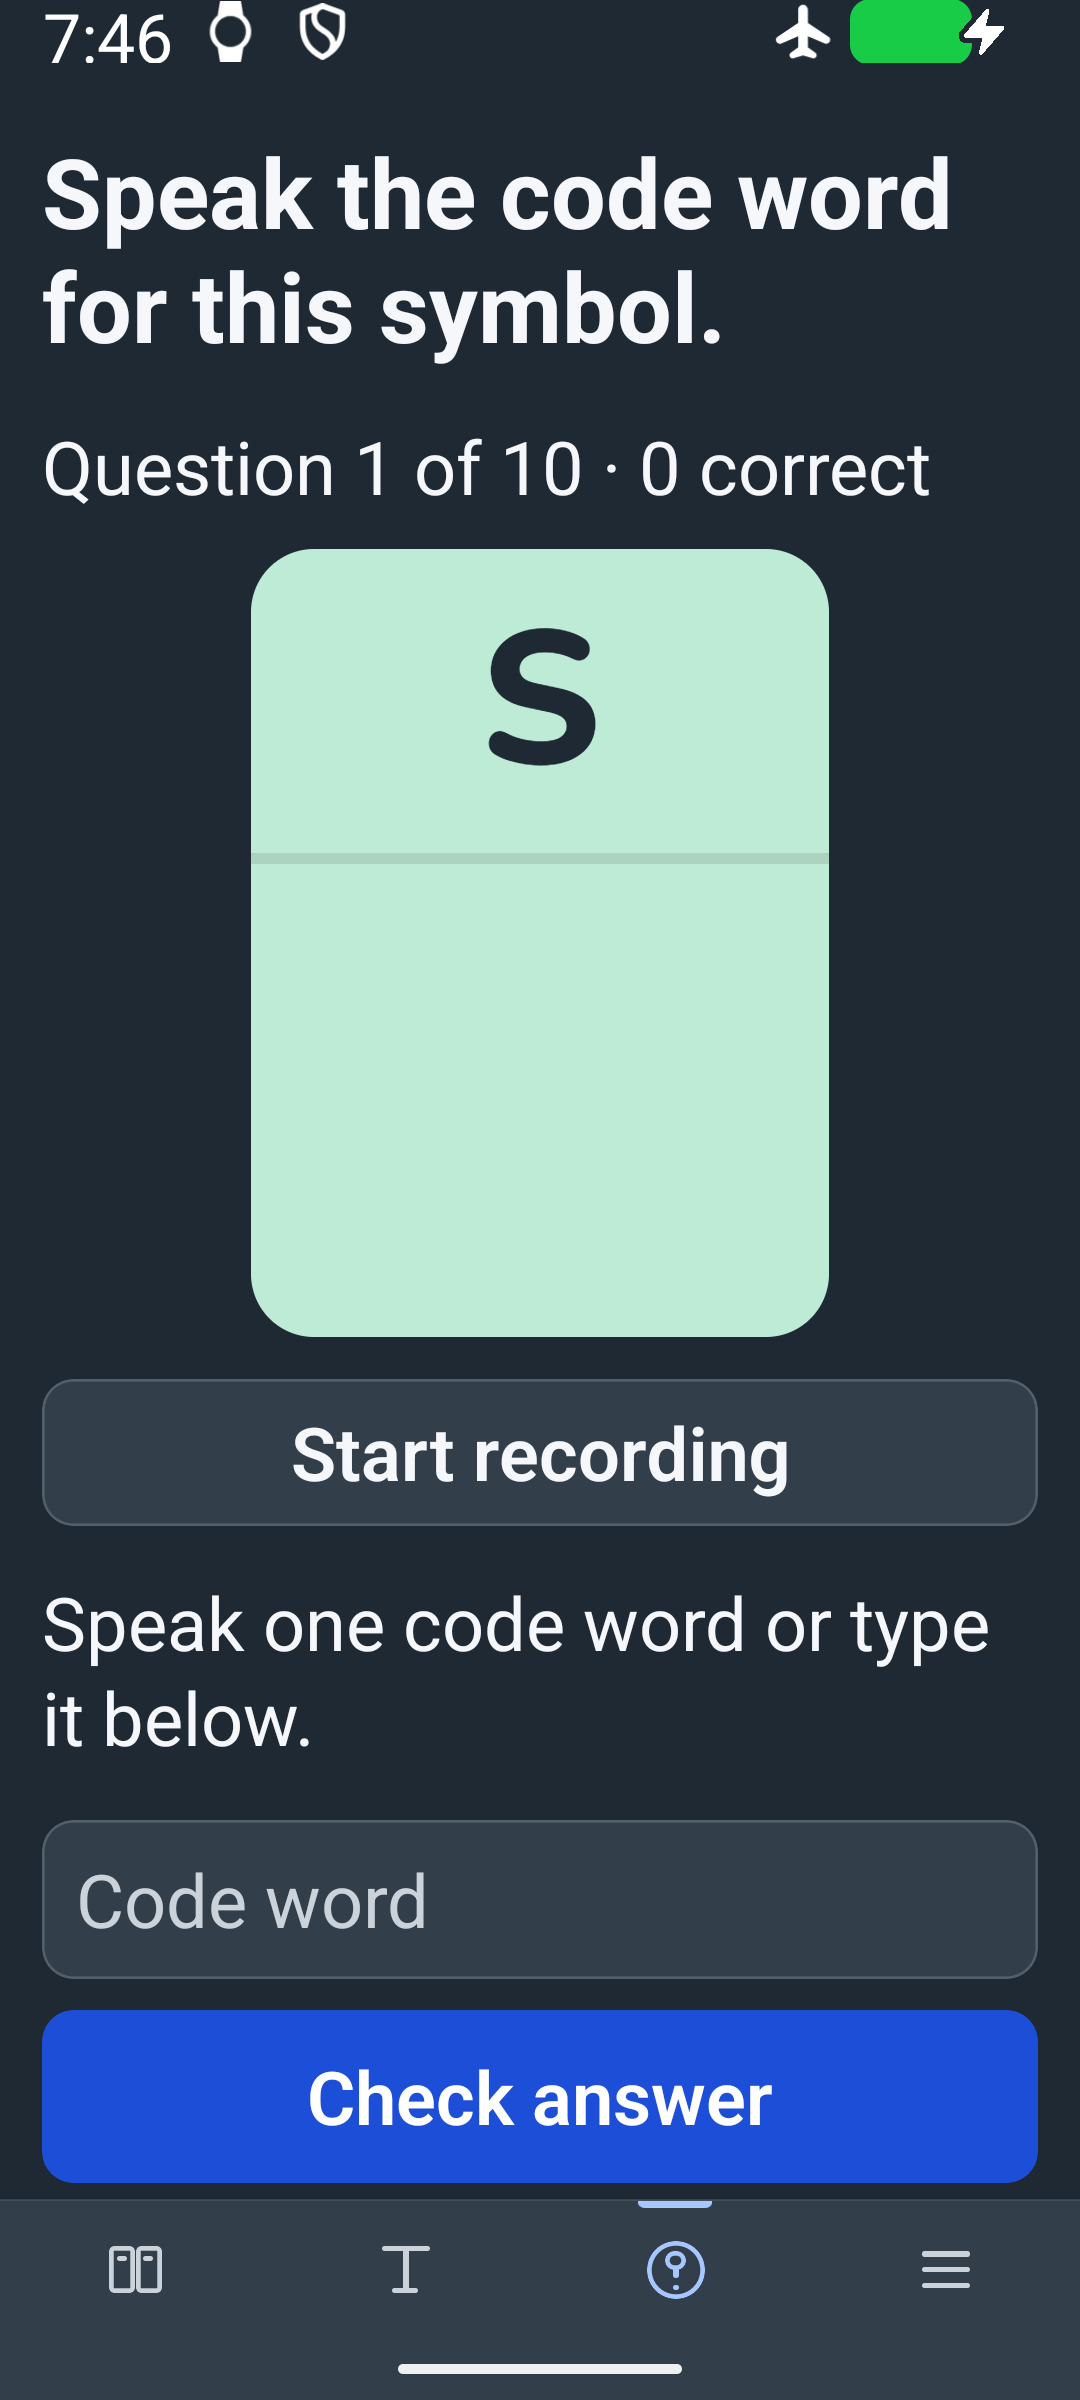 7:46
Speak the code word
for this symbol.
Question 1 of 10 · 0 correct
S
Start recording
Speak one code word or type
it below.
Code word
Check answer